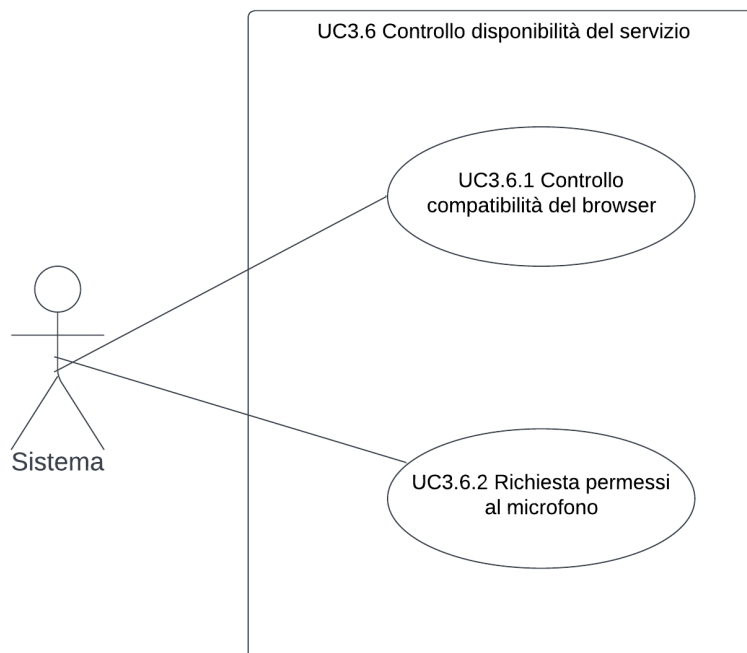 UC3.6 Controllo disponibilità del servizio
UC3.6.1 Controllo
compatibilità del browser
Sistema
UC3.6.2 Richiesta permessi
al microfono